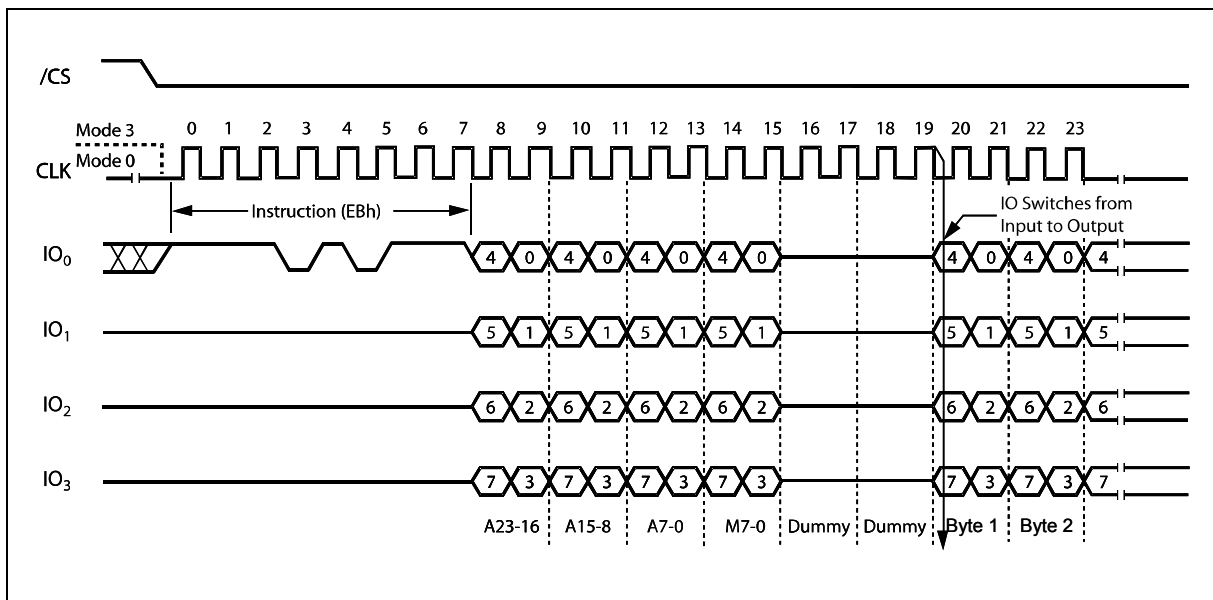 /CS
Mode 3
0 1 2 3 4 5 6 7 8 9 10 11 12 13 14 15 16 17 18 19 20 21 22 23
CLK
Mode 0
Instruction (EBh)
IO Switches from
Input to Output
IO0 4 0 4 0 4 0 4 0 4 0 4 0 4
IO1 5 1 5 1 5 1 5 1 5 1 5 1 5
IO2 6 2 6 2 6 2 6 2 6 2 6 2 6
IO3 7 3 7 3 7 3 7 3 7 3 7 3 7
A23-16 A15-8 A7-0 M7-0 Dummy Dummy Byte 1 Byte 2